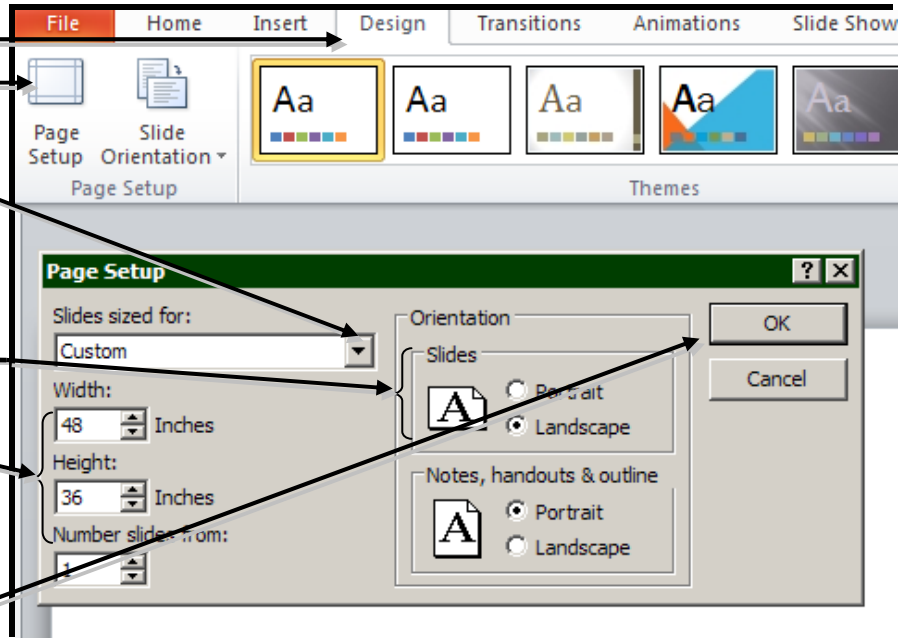 File Home Insert Design Transitions Animations Slide Show
Aa Aa Aa Aa Aa
Page Setup
Slide Orientation
Page Setup Themes
Page Setup ? X
Slides sized for:
Custom
Width:
48 Inches
Height:
36 Inches
Number slides from:
1
Orientation
Slides
A
Portrait
Landscape
Notes, handouts & outline
A
Portrait
Landscape
OK
Cancel